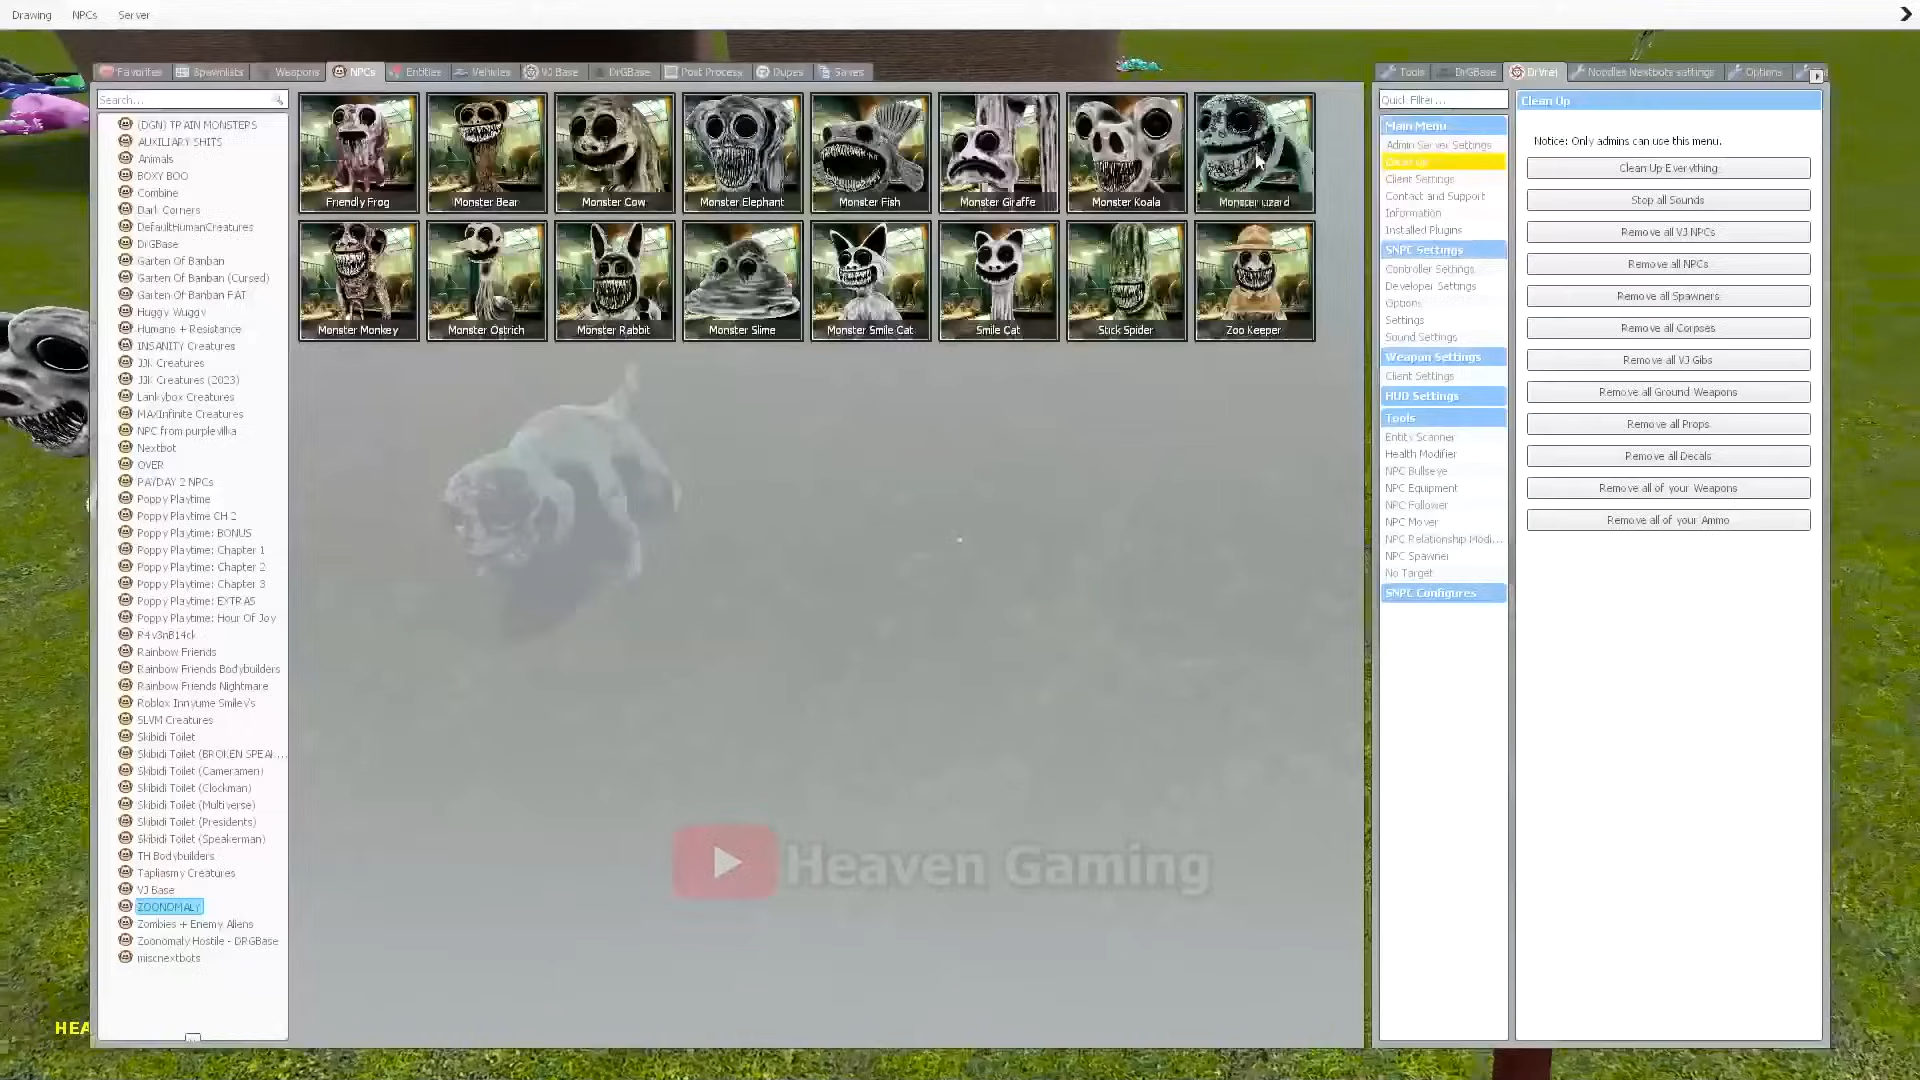 Drawing NPCs Server
Favorites Spawnlists Weapons NPCs Entities Vehicles VJ Base DrGBase Post Process Dupes Saves
Search...
(DGN) TRAIN MONSTERS
AUXILIARY SHITS
Animals
BOXY BOO
Combine
Dark Corners
DefaultHumanCreatures
DrGBase
Garten Of Banban
Garten Of Banban (Cursed)
Garten Of Banban FAT
Huggy Wuggy
Humans + Resistance
INSANITY Creatures
JJK Creatures
JJK Creatures (2023)
Lankybox Creatures
MAXInfinite Creatures
NPC from purplevilka
Nextbot
OVER
PAYDAY 2 NPCs
Poppy Playtime
Poppy Playtime CH 2
Poppy Playtime: BONUS
Poppy Playtime: Chapter 1
Poppy Playtime: Chapter 2
Poppy Playtime: Chapter 3
Poppy Playtime: EXTRAS
Poppy Playtime: Hour Of Joy
R4v3nB14ck
Rainbow Friends
Rainbow Friends Bodybuilders
Rainbow Friends Nightmare
Roblox Innyume Smiley's
SLVM Creatures
Skibidi Toilet
Skibidi Toilet (BROKEN SPEAK...
Skibidi Toilet (Cameramen)
Skibidi Toilet (Clockman)
Skibidi Toilet (Multiverse)
Skibidi Toilet (Presidents)
Skibidi Toilet (Speakerman)
TH Bodybuilders
Tapliasmy Creatures
VJ Base
ZOONOMALY
Zombies + Enemy Aliens
Zoonomaly Hostile - DRGBase
miscnextbots
Friendly Frog Monster Bear Monster Cow Monster Elephant Monster Fish Monster Giraffe Monster Koala Monster Lizard
Monster Monkey Monster Ostrich Monster Rabbit Monster Slime Monster Smile Cat Smile Cat Stick Spider Zoo Keeper
Heaven Gaming
HEA
Tools DrGBase DrVrej Noodles Nextbots settings Options
Quick Filter...
Main Menu
Admin Server Settings
Clean Up
Client Settings
Contact and Support
Information
Installed Plugins
SNPC Settings
Controller Settings
Developer Settings
Options
Settings
Sound Settings
Weapon Settings
Client Settings
HUD Settings
Tools
Entity Scanner
Health Modifier
NPC Bullseye
NPC Equipment
NPC Follower
NPC Mover
NPC Relationship Modi...
NPC Spawner
No Target
SNPC Configures
Clean Up
Notice: Only admins can use this menu.
Clean Up Everything
Stop all Sounds
Remove all VJ NPCs
Remove all NPCs
Remove all Spawners
Remove all Corpses
Remove all VJ Gibs
Remove all Ground Weapons
Remove all Props
Remove all Decals
Remove all of your Weapons
Remove all of your Ammo